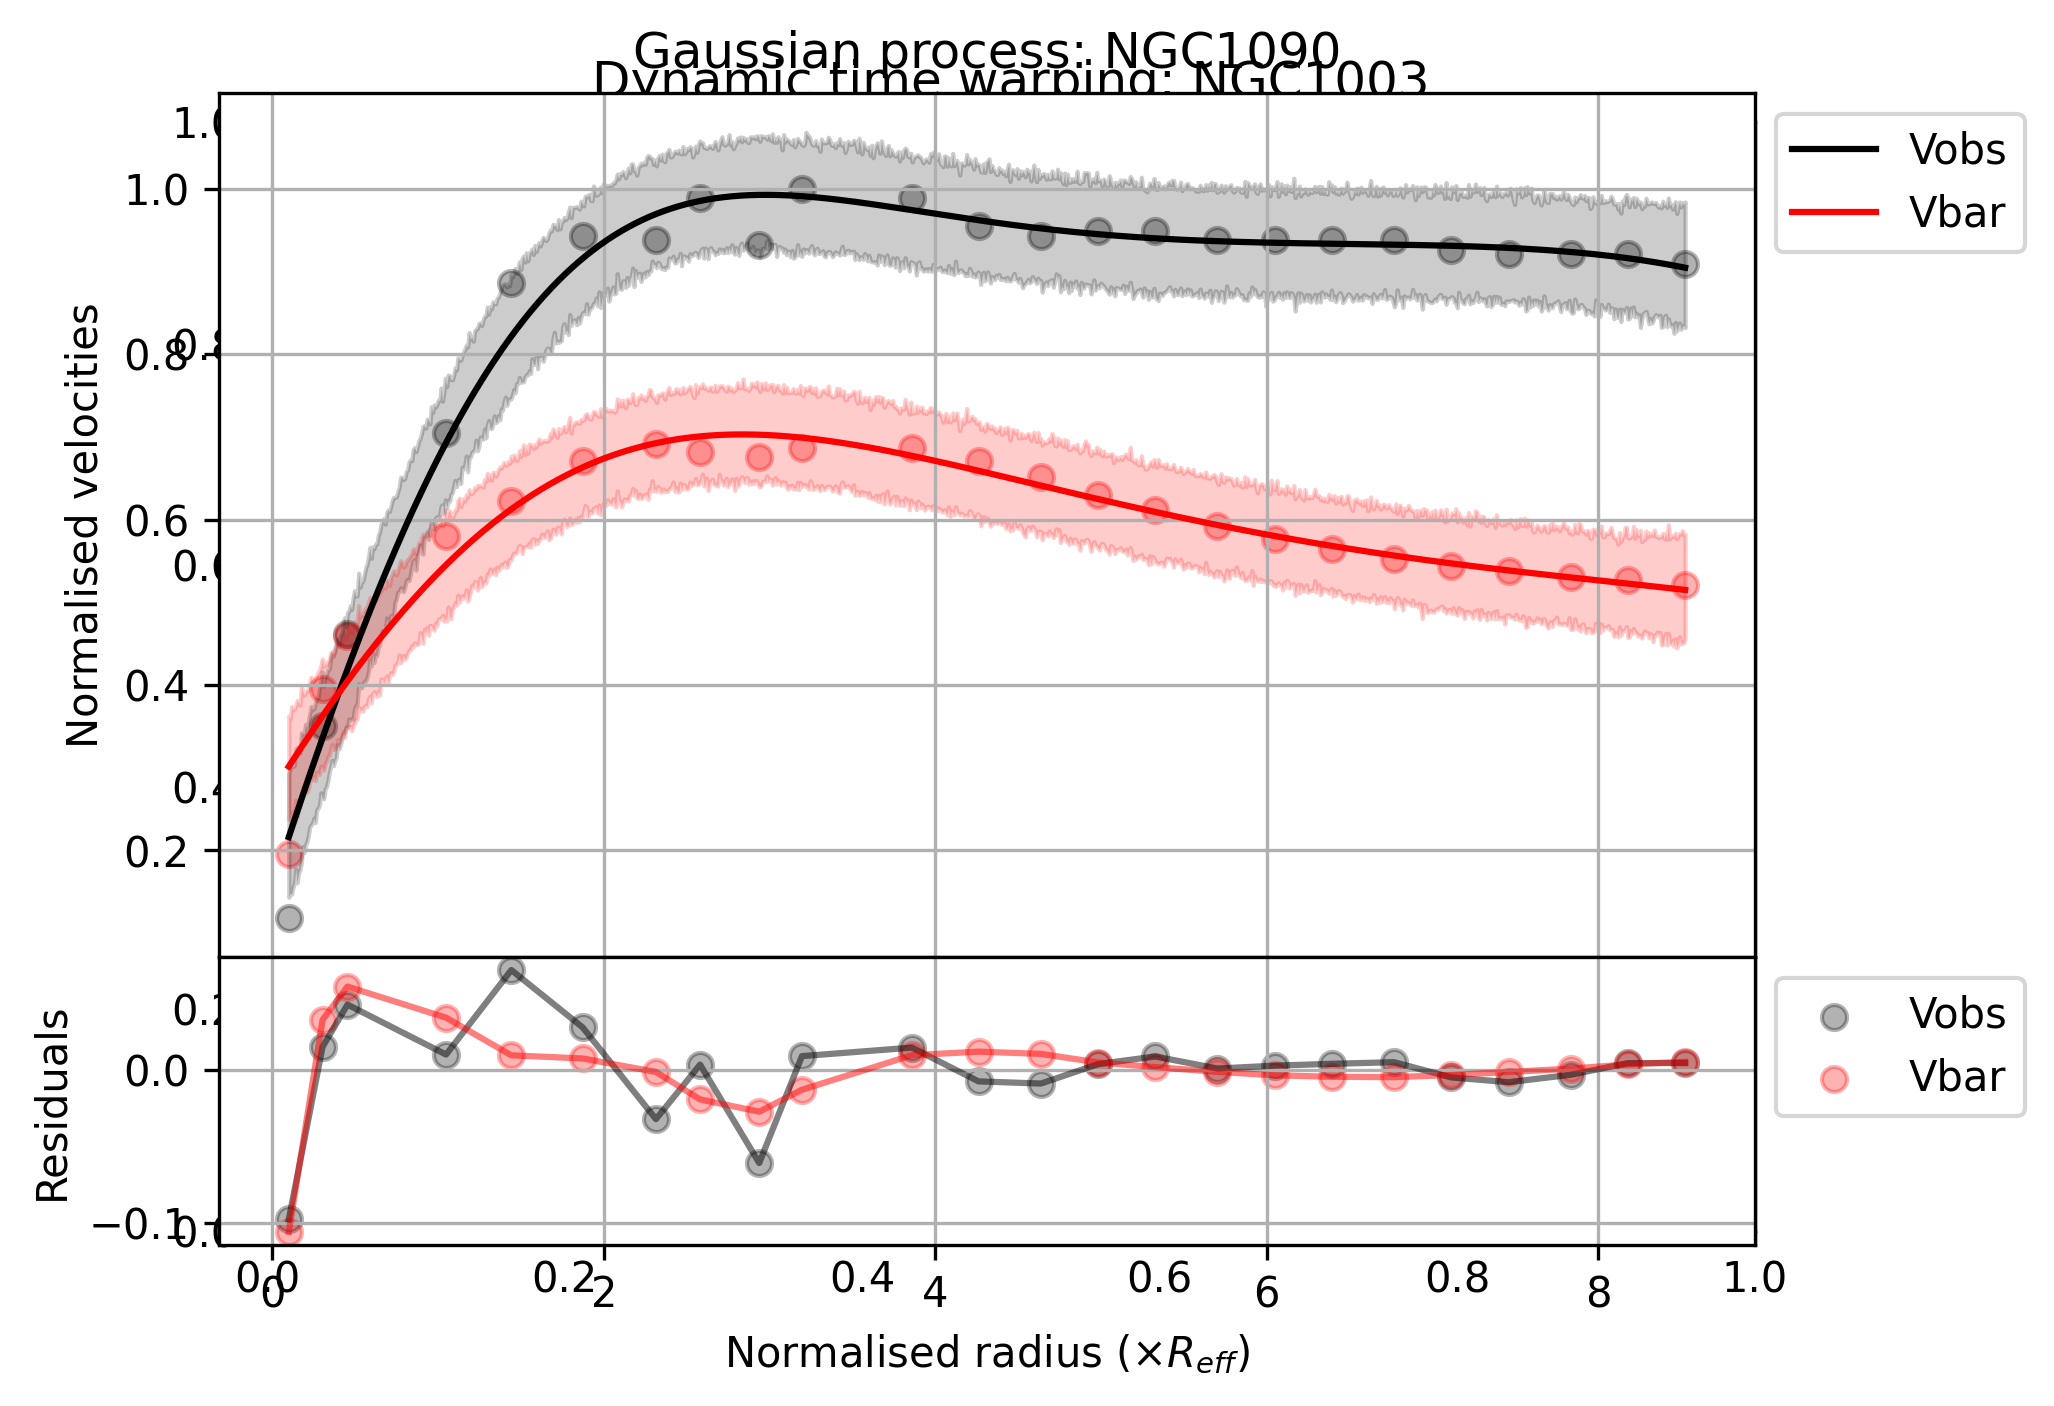 Gaussian process: NGC1090
Dynamic time warping: NGC1003
Normalised velocities
1.0
0.8
0.6
0.4
0.2
Vobs
Vbar
Residuals
0.0
−0.1
Vobs
Vbar
0.0 0.2 0.4 0.6 0.8 1.0
0 2 4 6 8
Normalised radius (×R_eff)